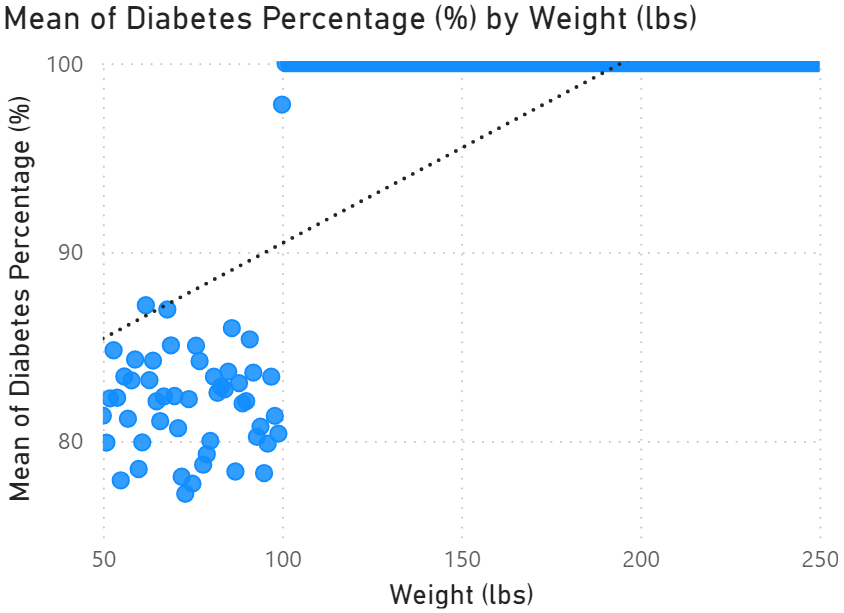 Mean of Diabetes Percentage (%) by Weight (lbs)
Mean of Diabetes Percentage (%)
100
90
80
50 100 150 200 250
Weight (lbs)